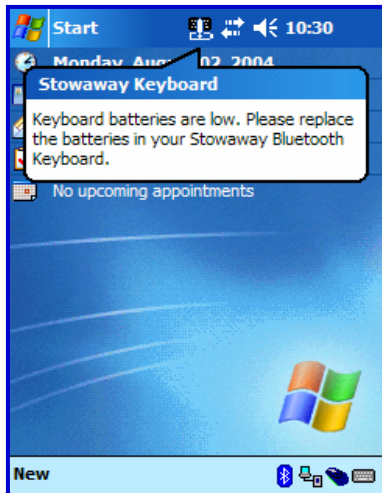 Start 10:30
Monday, August 02, 2004
Stowaway Keyboard
Keyboard batteries are low. Please replace
the batteries in your Stowaway Bluetooth
Keyboard.
No upcoming appointments
New